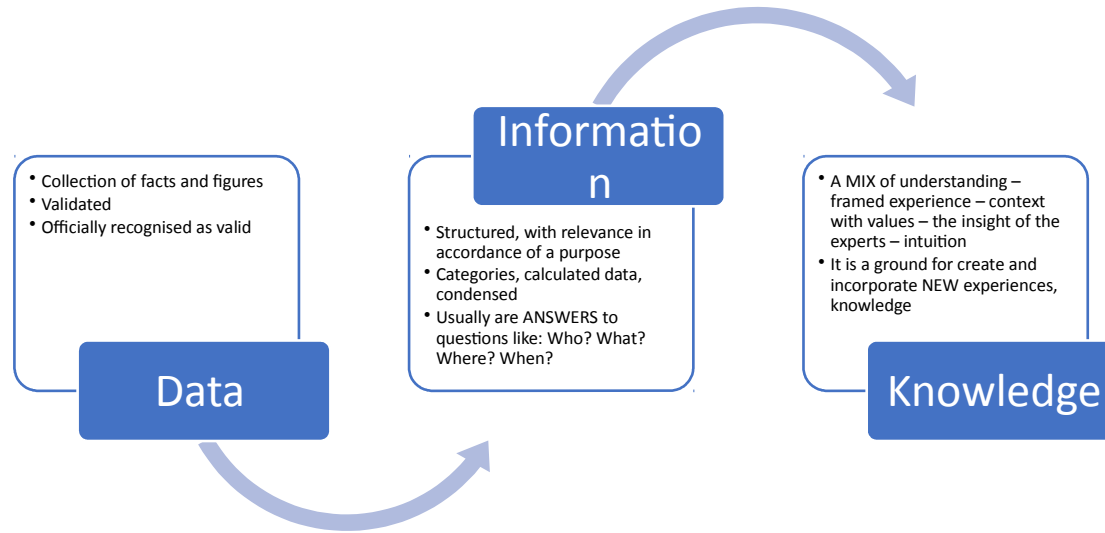 • Collection of facts and figures
• Validated
• Officially recognised as valid
Data
Informatio
n
• Structured, with relevance in
accordance of a purpose
• Categories, calculated data,
condensed
• Usually are ANSWERS to
questions like: Who? What?
Where? When?
• A MIX of understanding –
framed experience – context
with values – the insight of the
experts – intuition
• It is a ground for create and
incorporate NEW experiences,
knowledge
Knowledge